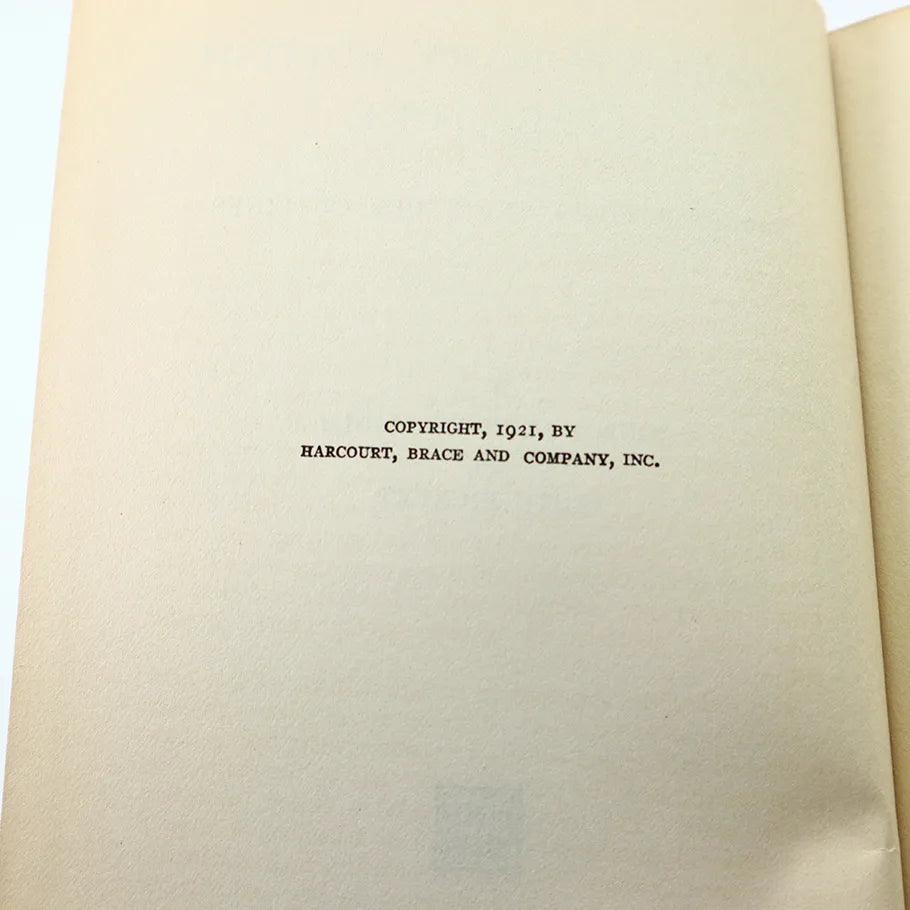 COPYRIGHT, 1921, BY
HARCOURT, BRACE AND COMPANY, INC.